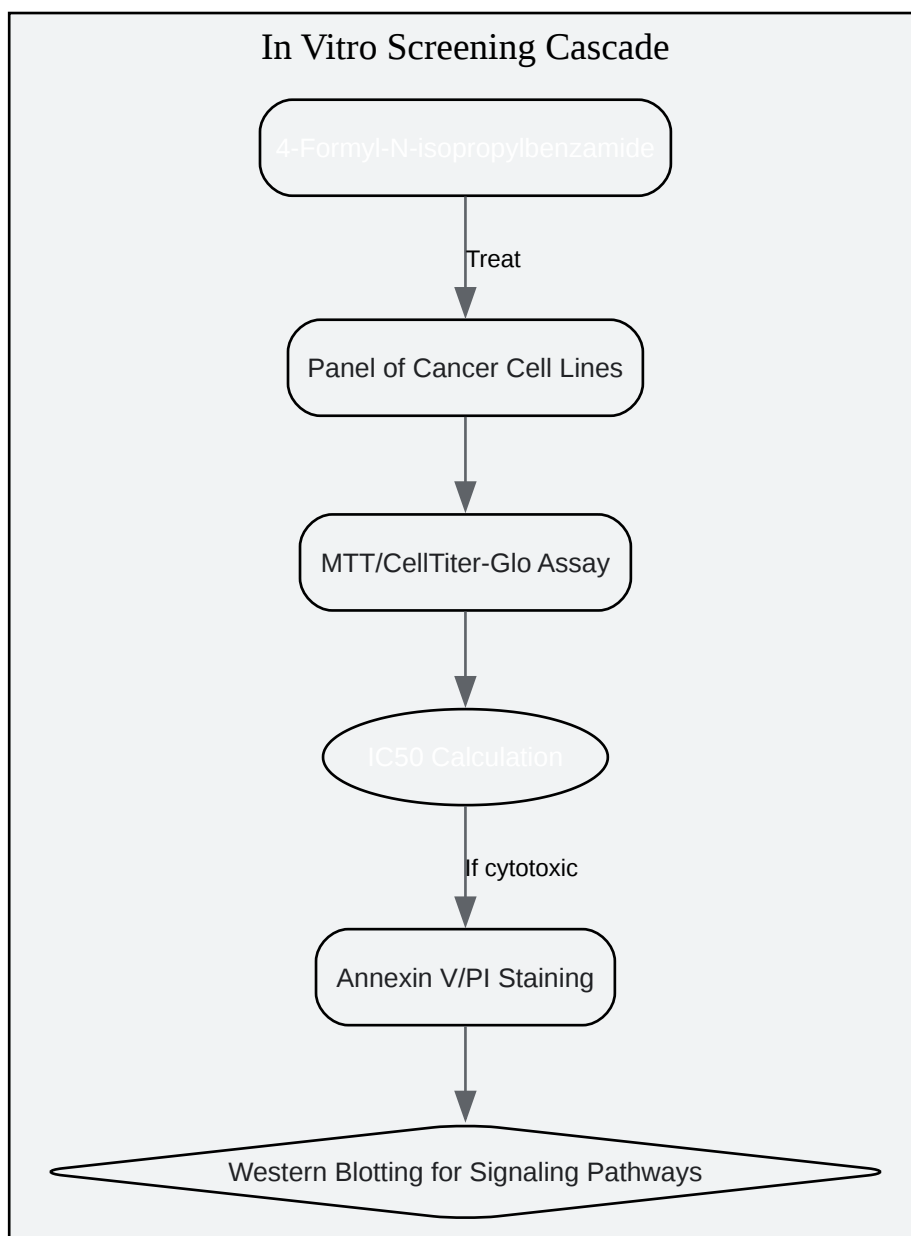 In Vitro Screening Cascade
4-Formyl-N-isopropylbenzamide
Treat
Panel of Cancer Cell Lines
MTT/CellTiter-Glo Assay
IC50 Calculation
If cytotoxic
Annexin V/PI Staining
Western Blotting for Signaling Pathways